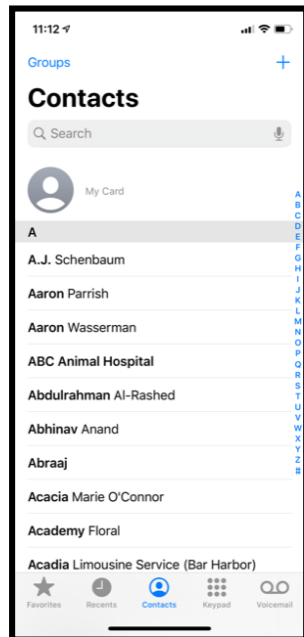 11:12
Groups
+
Contacts
Search
My Card
A
A.J. Schenbaum
Aaron Parrish
Aaron Wasserman
ABC Animal Hospital
Abdulrahman Al-Rashed
Abhinav Anand
Abraaj
Acacia Marie O'Connor
Academy Floral
Acadia Limousine Service (Bar Harbor)
A
B
C
D
E
F
G
H
I
J
K
L
M
N
O
P
Q
R
S
T
U
V
W
X
Y
Z
#
Favorites
Recents
Contacts
Keypad
Voicemail